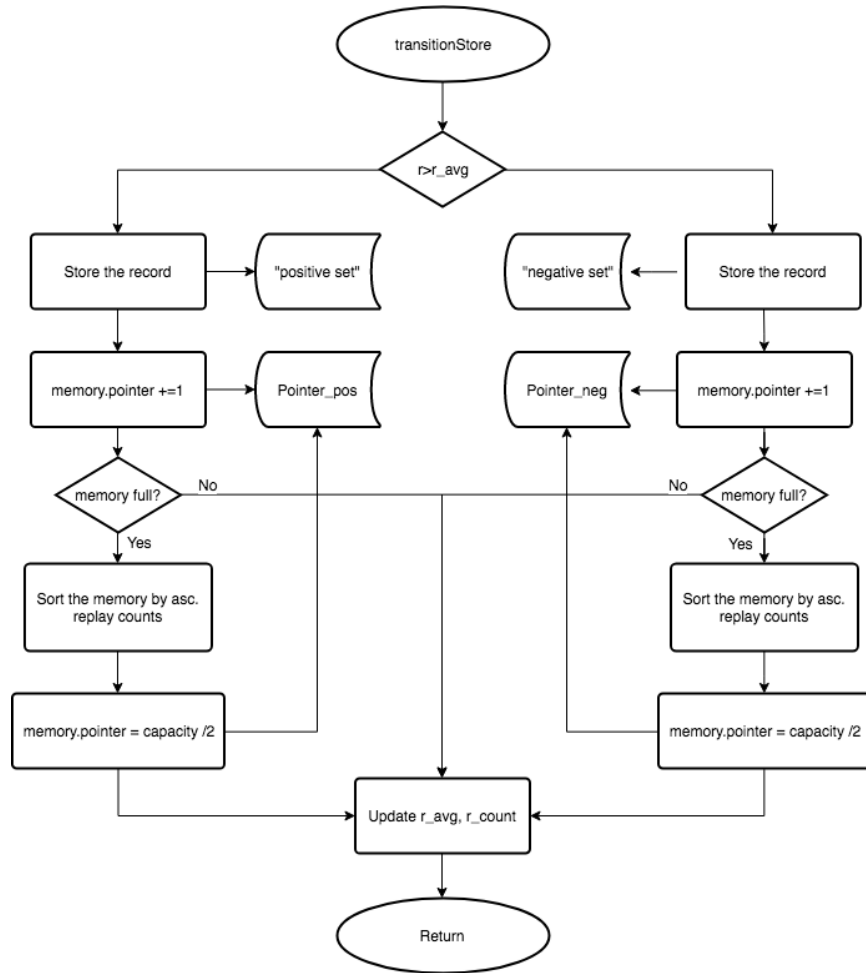 transitionStore
r>r_avg
Store the record
"positive set"
"negative set"
Store the record
memory.pointer +=1
Pointer_pos
Pointer_neg
memory.pointer +=1
memory full?
No
No
memory full?
Yes
Yes
Sort the memory by asc.
replay counts
Sort the memory by asc.
replay counts
memory.pointer = capacity /2
memory.pointer = capacity /2
Update r_avg, r_count
Return